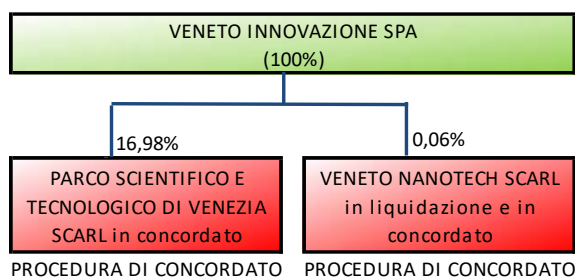 VENETO INNOVAZIONE SPA
(100%)
16,98%
0,06%
PARCO SCIENTIFICO E
TECNOLOGICO DI VENEZIA
SCARL in concordato
VENETO NANOTECH SCARL
in liquidazione e in
concordato
PROCEDURA DI CONCORDATO
PROCEDURA DI CONCORDATO